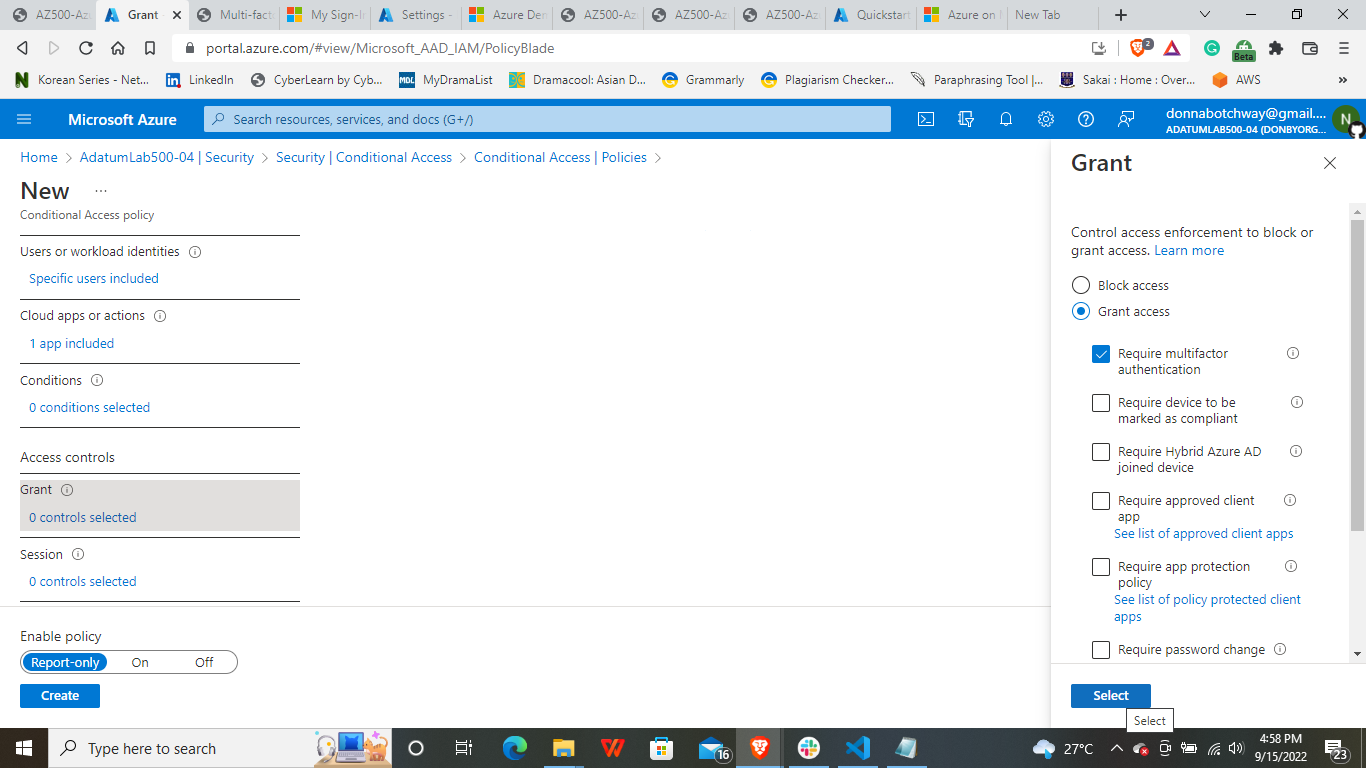 AZ500-Az
Grant -
Multi-fact
My Sign-In
Settings -
Azure Den
AZ500-Az
AZ500-Az
AZ500-Az
Quickstart
Azure on
New Tab
portal.azure.com/#view/Microsoft_AAD_IAM/PolicyBlade
2
Beta
Korean Series - Net...
LinkedIn
CyberLearn by Cyb...
MDL
MyDramaList
Dramacool: Asian D...
Grammarly
Plagiarism Checker...
Paraphrasing Tool |...
Sakai : Home : Over...
AWS
»
Microsoft Azure
Search resources, services, and docs (G+/)
donnabotchway@gmail....
ADATUMLAB500-04 (DONBYORG...
N
Home
AdatumLab500-04 | Security
Security | Conditional Access
Conditional Access | Policies
New
...
Conditional Access policy
Users or workload identities
Specific users included
Cloud apps or actions
1 app included
Conditions
0 conditions selected
Access controls
Grant
0 controls selected
Session
0 controls selected
Enable policy
Report-only
On
Off
Create
Grant
Control access enforcement to block or
grant access. Learn more
Block access
Grant access
Require multifactor
authentication
Require device to be
marked as compliant
Require Hybrid Azure AD
joined device
Require approved client
app
See list of approved client apps
Require app protection
policy
See list of policy protected client
apps
Require password change
Select
Select
Type here to search
16
27°C
4:58 PM
9/15/2022
23